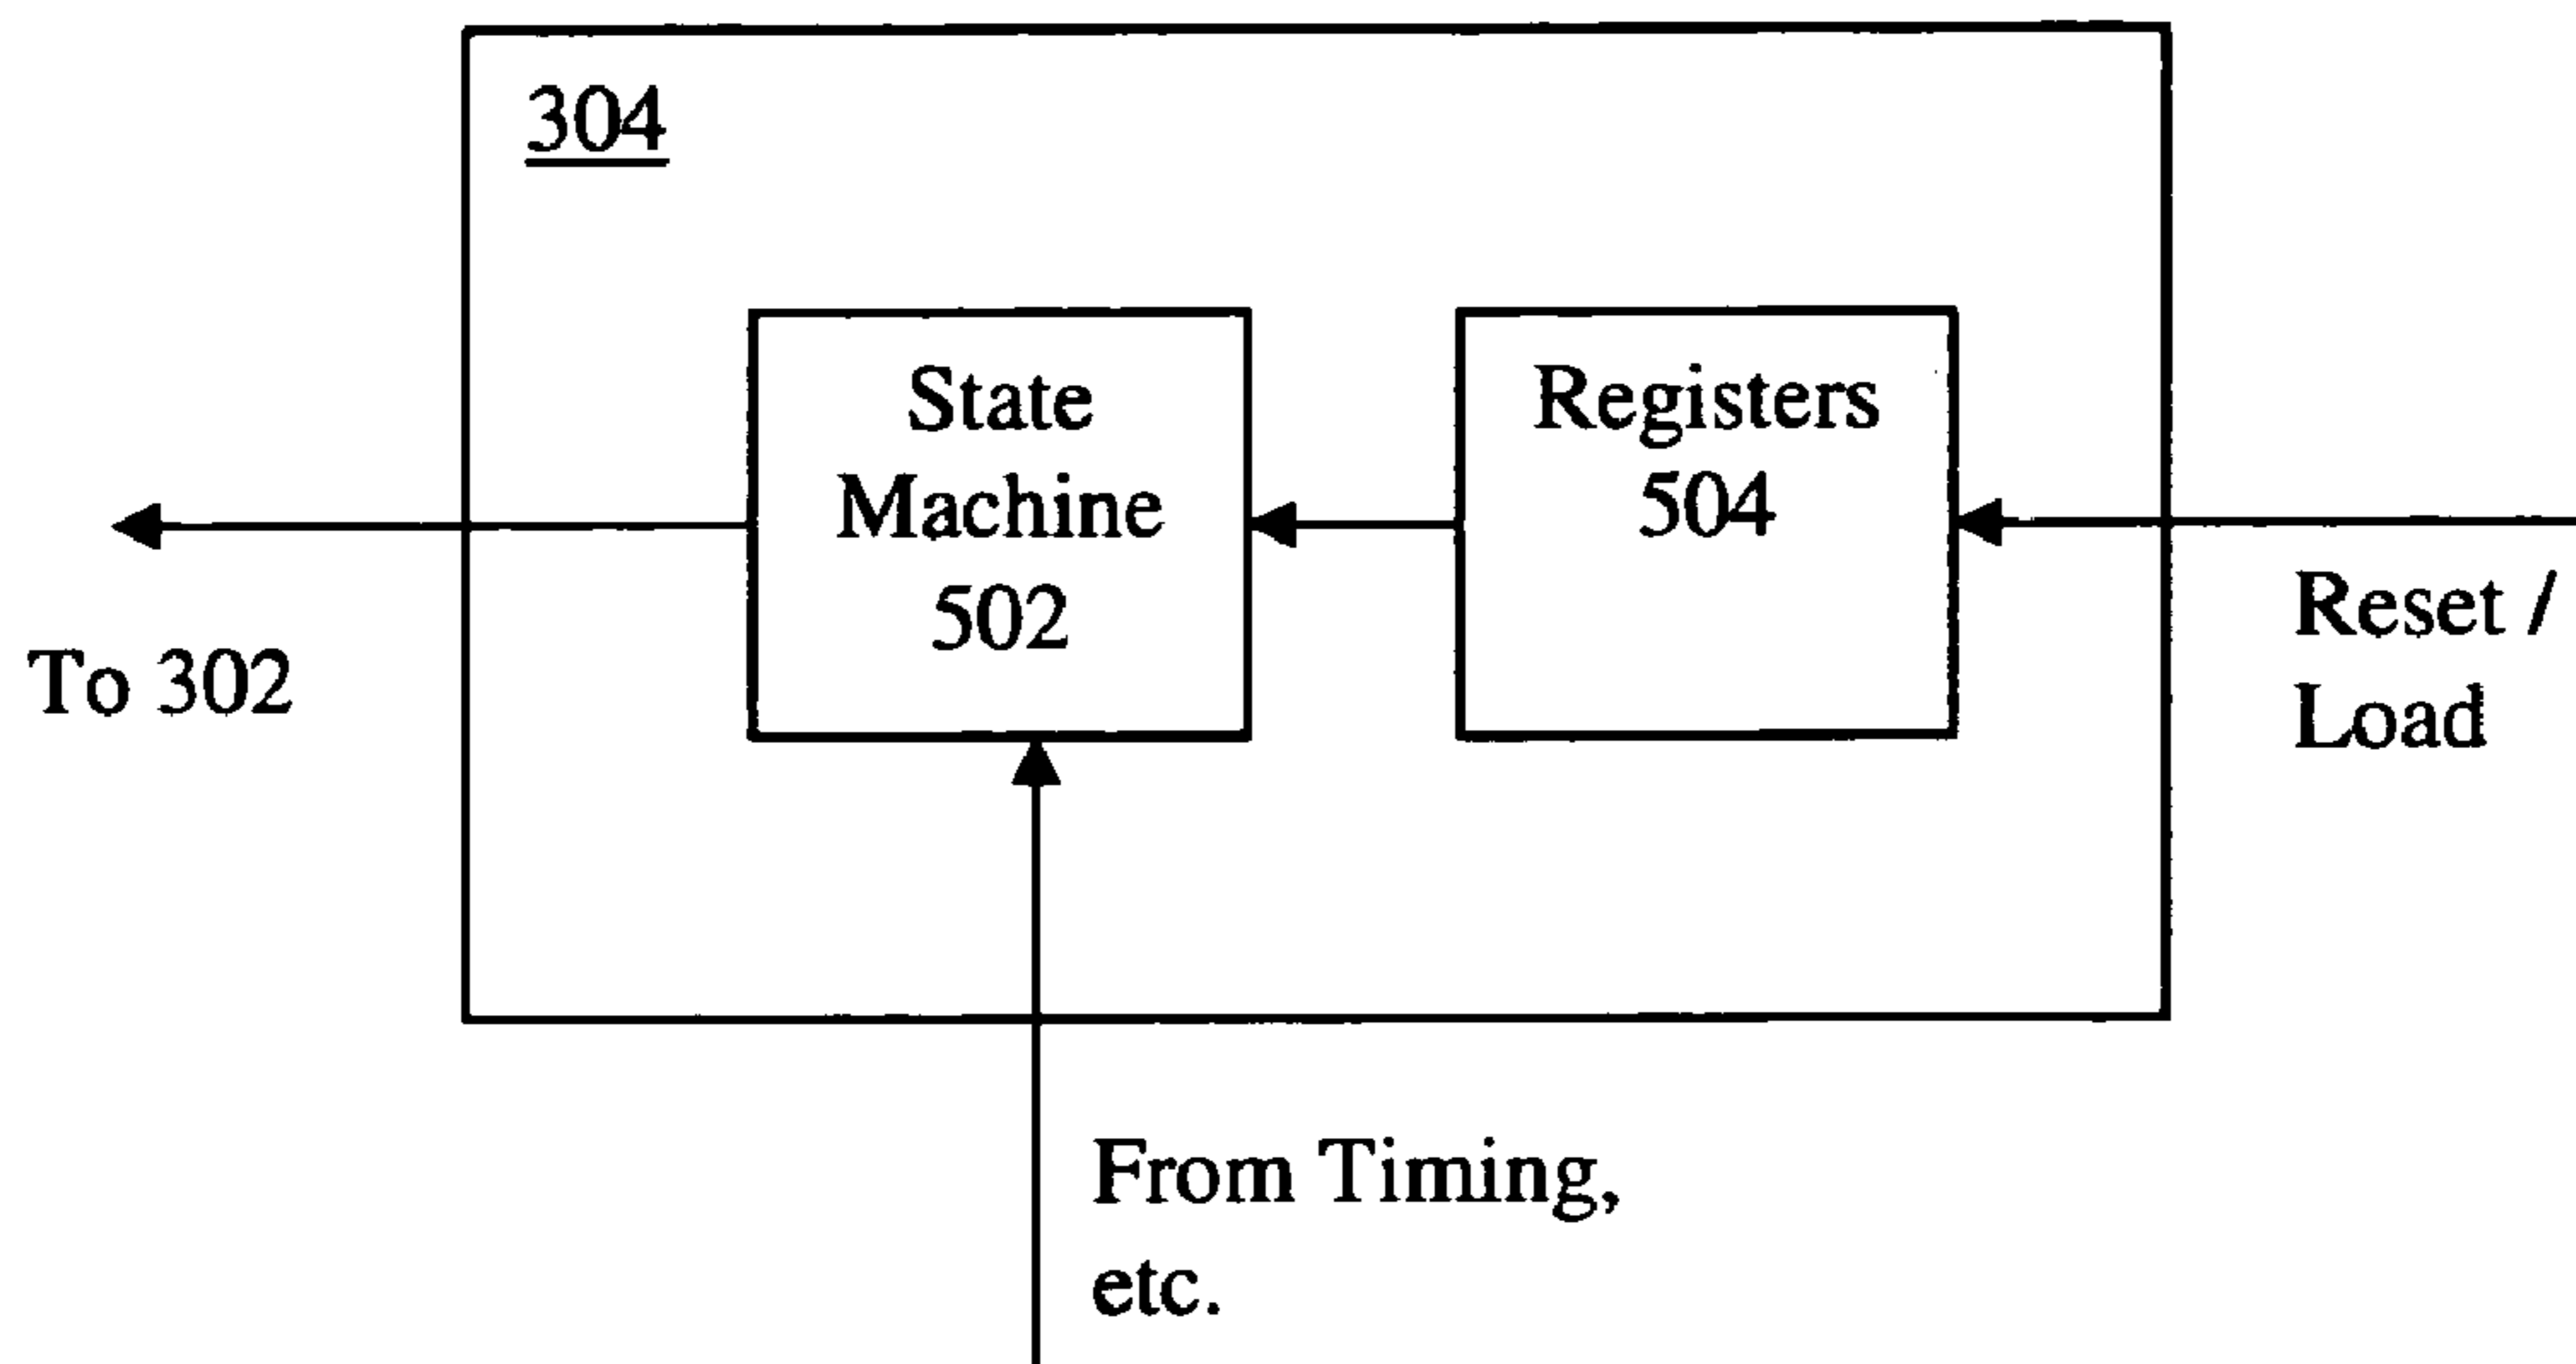 304
State
Machine
502
Registers
504
To 302
Reset /
Load
From Timing,
etc.